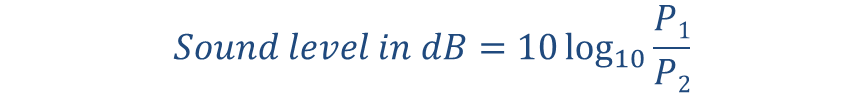 Sound level in dB = 10 log₁₀ P₁/P₂